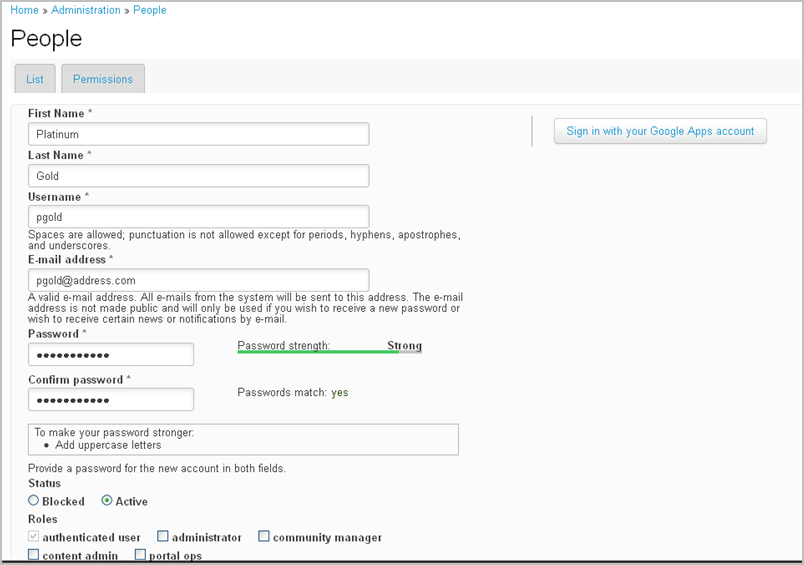 Home » Administration » People
People
List
Permissions
First Name *
Platinum
Sign in with your Google Apps account
Last Name *
Gold
Username *
pgold
Spaces are allowed; punctuation is not allowed except for periods, hyphens, apostrophes,
and underscores.
E-mail address *
pgold@address.com
A valid e-mail address. All e-mails from the system will be sent to this address. The e-mail
address is not made public and will only be used if you wish to receive a new password or
wish to receive certain news or notifications by e-mail.
Password *
Password strength: Strong
Confirm password *
Passwords match: yes
To make your password stronger:
• Add uppercase letters
Provide a password for the new account in both fields.
Status
Blocked Active
Roles
authenticated user administrator community manager
content admin portal ops